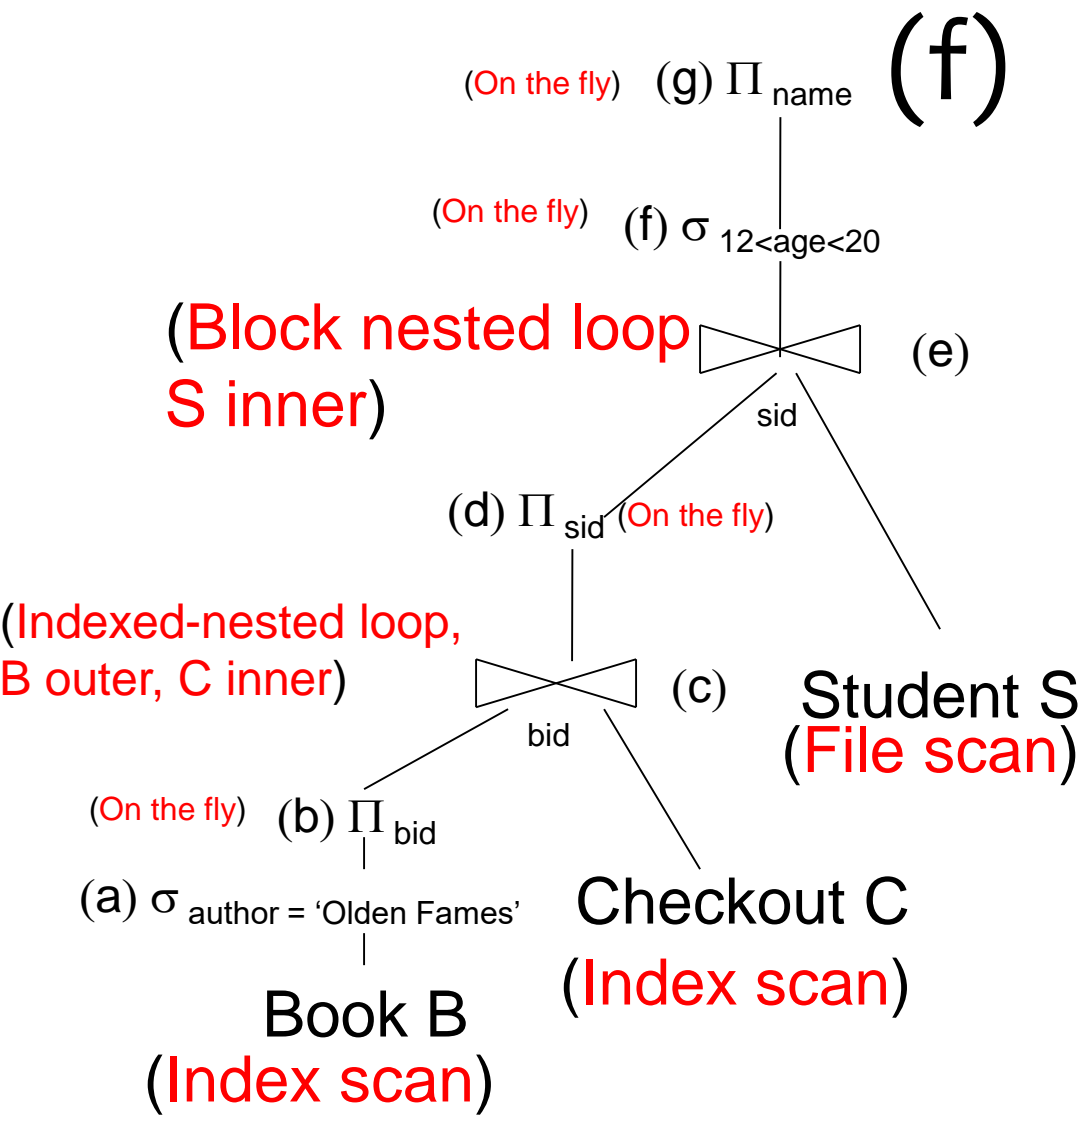 (f)
(On the fly) (g) Π name
(On the fly) (f) σ 12<age<20
(Block nested loop
S inner)
(e)
sid
(d) Π sid (On the fly)
(Indexed-nested loop,
B outer, C inner)
(c)
bid
Student S
(File scan)
(On the fly) (b) Π bid
(a) σ author = ‘Olden Fames’
Checkout C
(Index scan)
Book B
(Index scan)